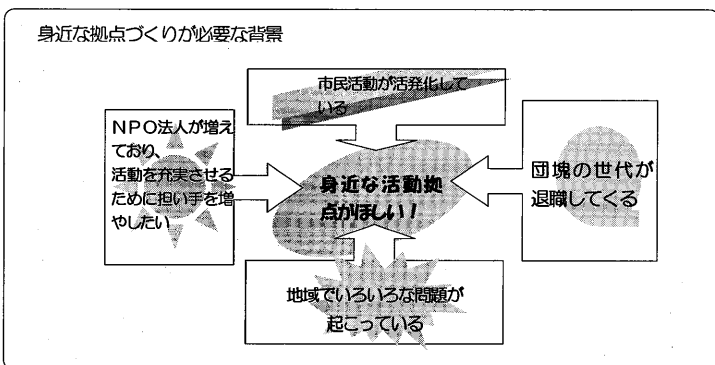 身近な拠点づくりが必要な背景
市民活動が活発化して
いる
NPO法人が増え
ており、
活動を充実させる
ために担い手を増
やしたい
身近な活動拠
点がほしい!
団塊の世代が
退職してくる
地域でいろいろな問題が
起こっている